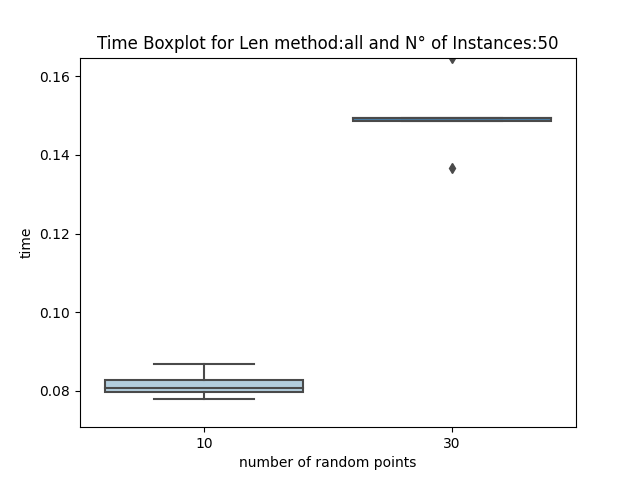 Time Boxplot for Len method:all and N° of Instances:50
0.16
0.14
0.12
0.10
0.08
time
10 30
number of random points